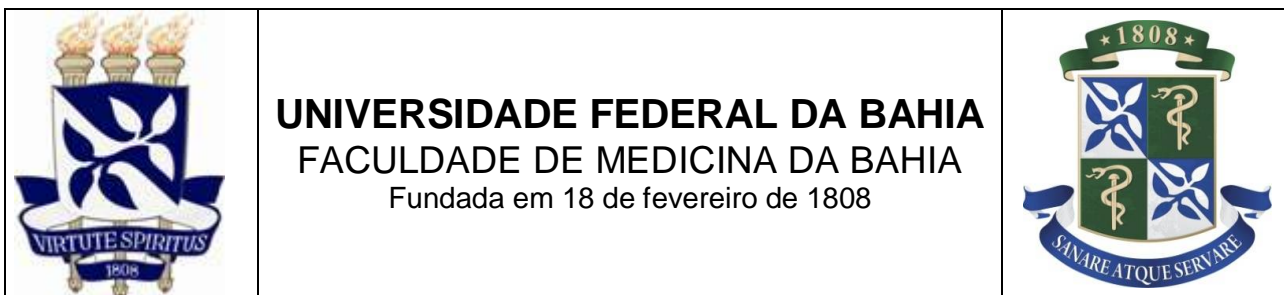 VIRTUTE SPIRITUS
1808
UNIVERSIDADE FEDERAL DA BAHIA
FACULDADE DE MEDICINA DA BAHIA
Fundada em 18 de fevereiro de 1808
1808
SANARE ATQUE SERVARE